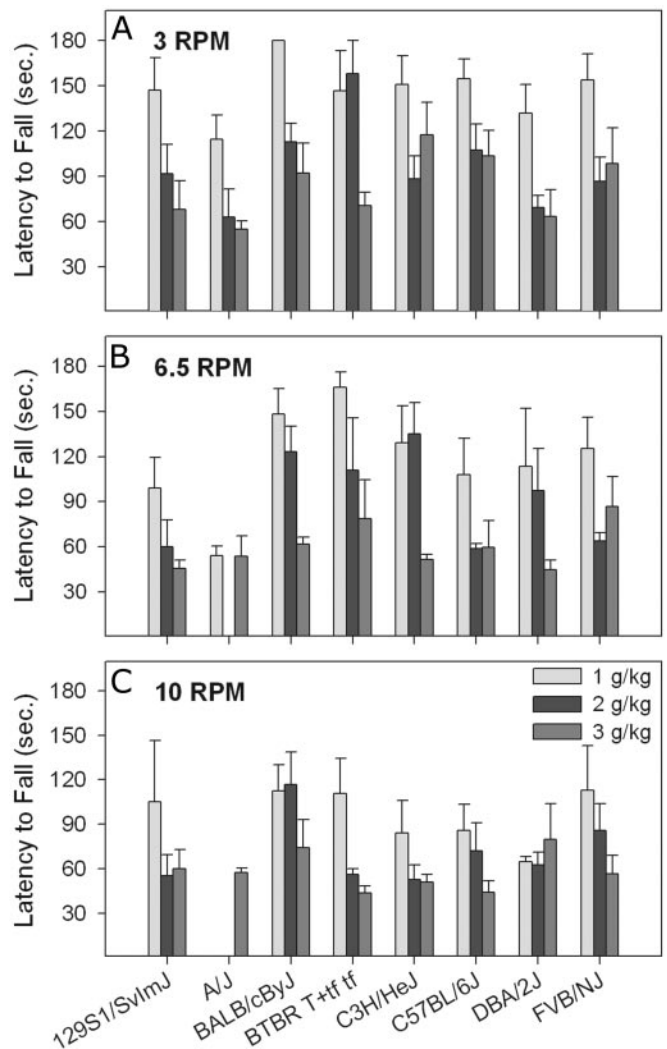 A
3 RPM
Latency to Fall (sec.)
180
150
120
90
60
30
B
6.5 RPM
Latency to Fall (sec.)
180
150
120
90
60
30
C
10 RPM
Latency to Fall (sec.)
180
150
120
90
60
30
1 g/kg
2 g/kg
3 g/kg
129S1/SvImJ
A/J
BALB/cByJ
BTBR T+tf tf
C3H/HeJ
C57BL/6J
DBA/2J
FVB/NJ